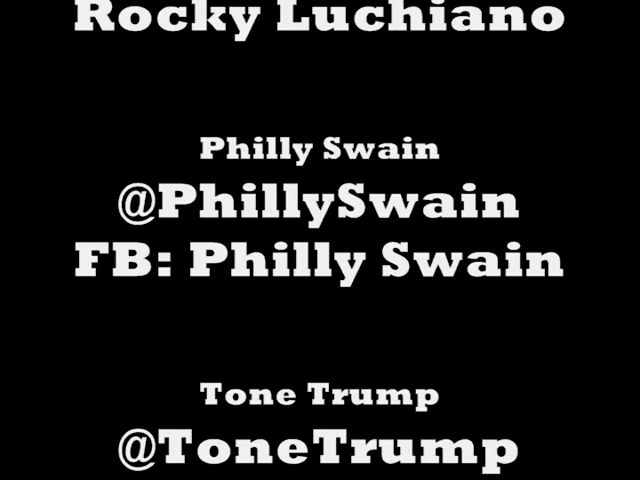 Rocky Luchiano
Philly Swain
@PhillySwain
FB: Philly Swain
Tone Trump
@ToneTrump